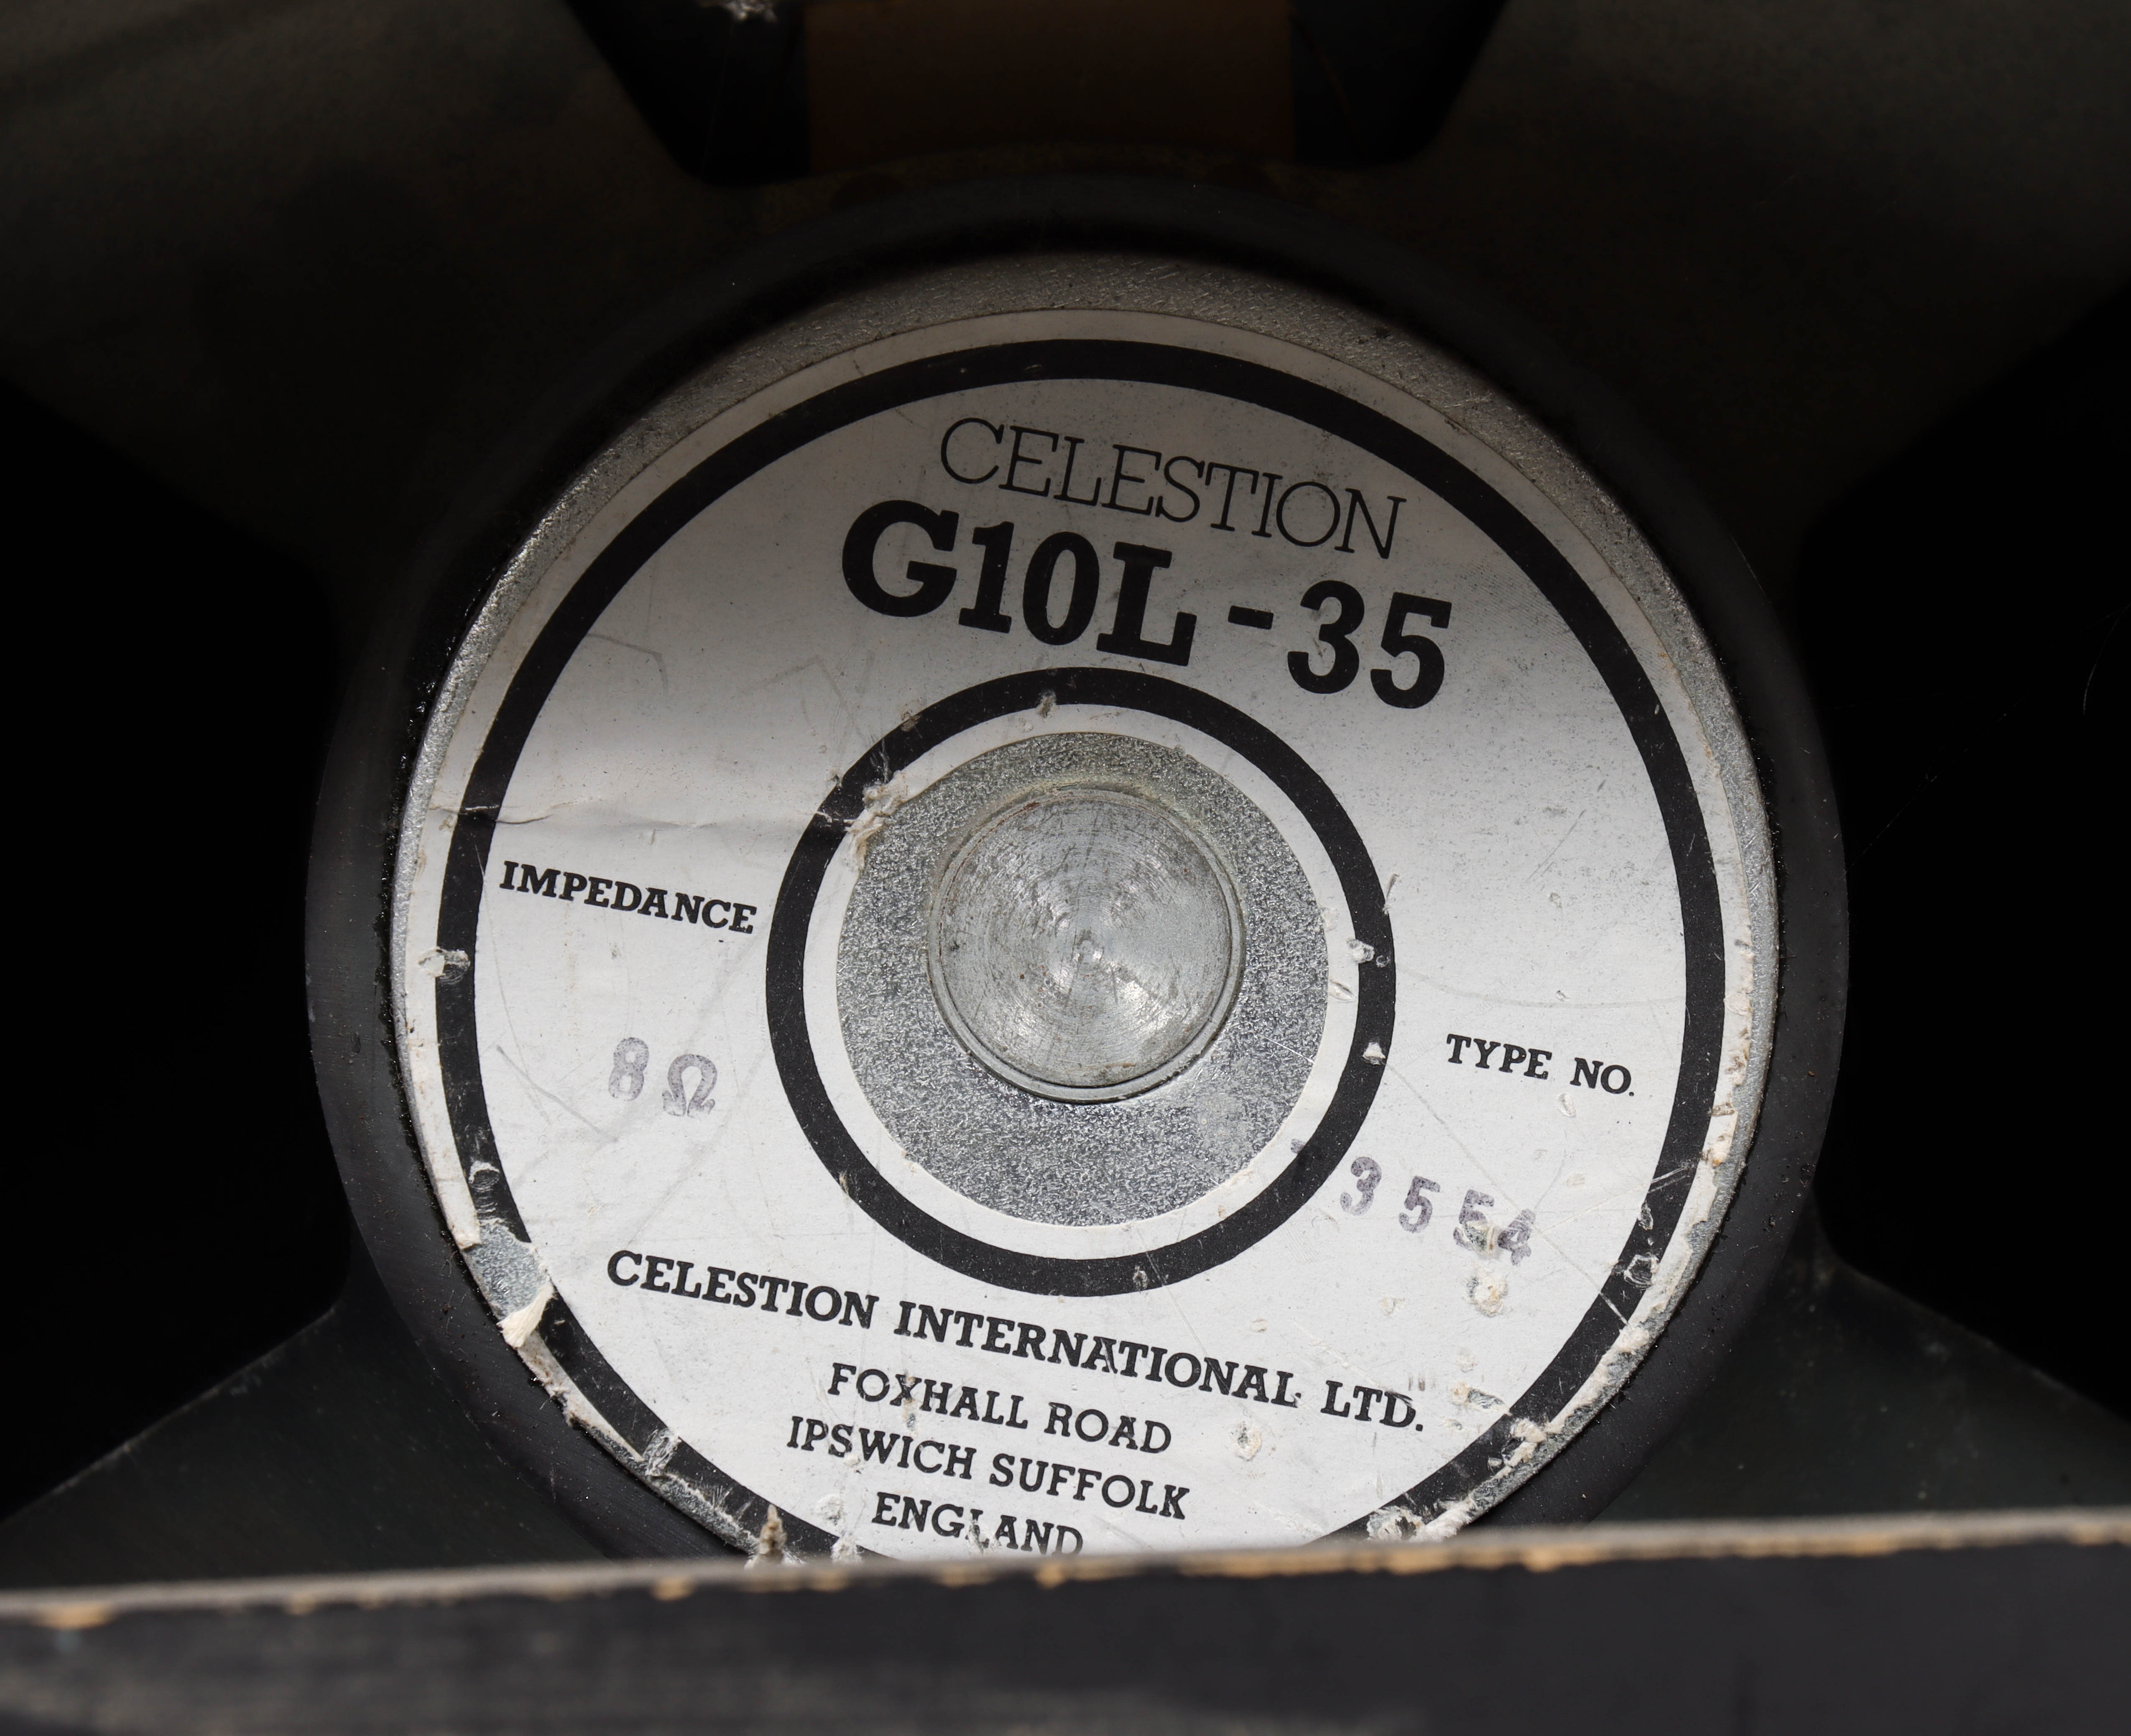 CELESTION
G10L-35
IMPEDANCE
8Ω
TYPE NO.
3554
CELESTION INTERNATIONAL LTD.
FOXHALL ROAD
IPSWICH SUFFOLK
ENGLAND